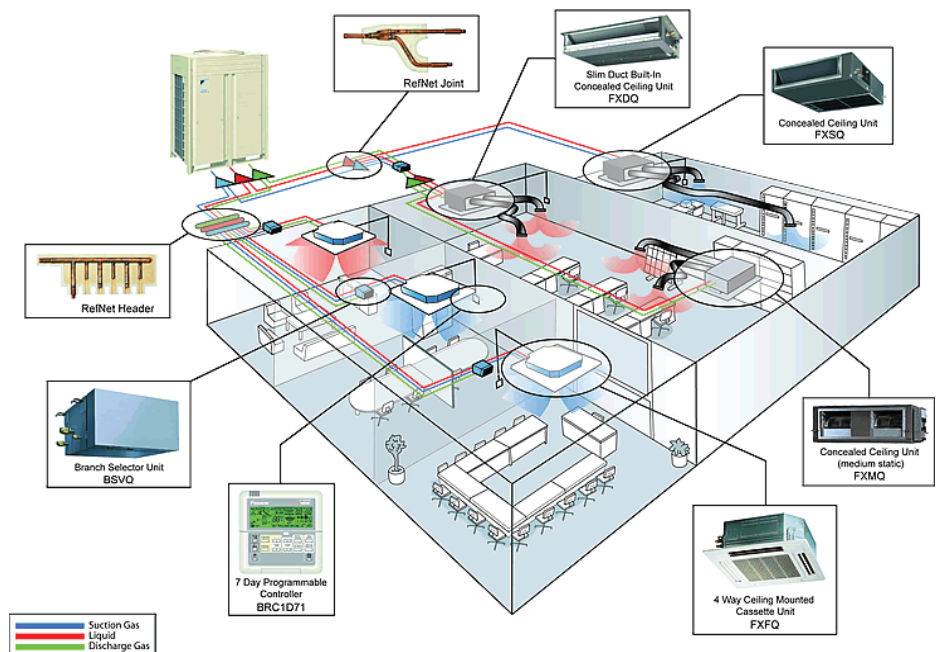 RefNet Joint
Slim Duct Built-In
Concealed Ceiling Unit
FXDQ
Concealed Ceiling Unit
FXSQ
RefNet Header
Branch Selector Unit
BSVQ
7 Day Programmable
Controller
BRC1D71
Concealed Ceiling Unit
(medium static)
FXMQ
4 Way Ceiling Mounted
Cassette Unit
FXFQ
Suction Gas
Liquid
Discharge Gas